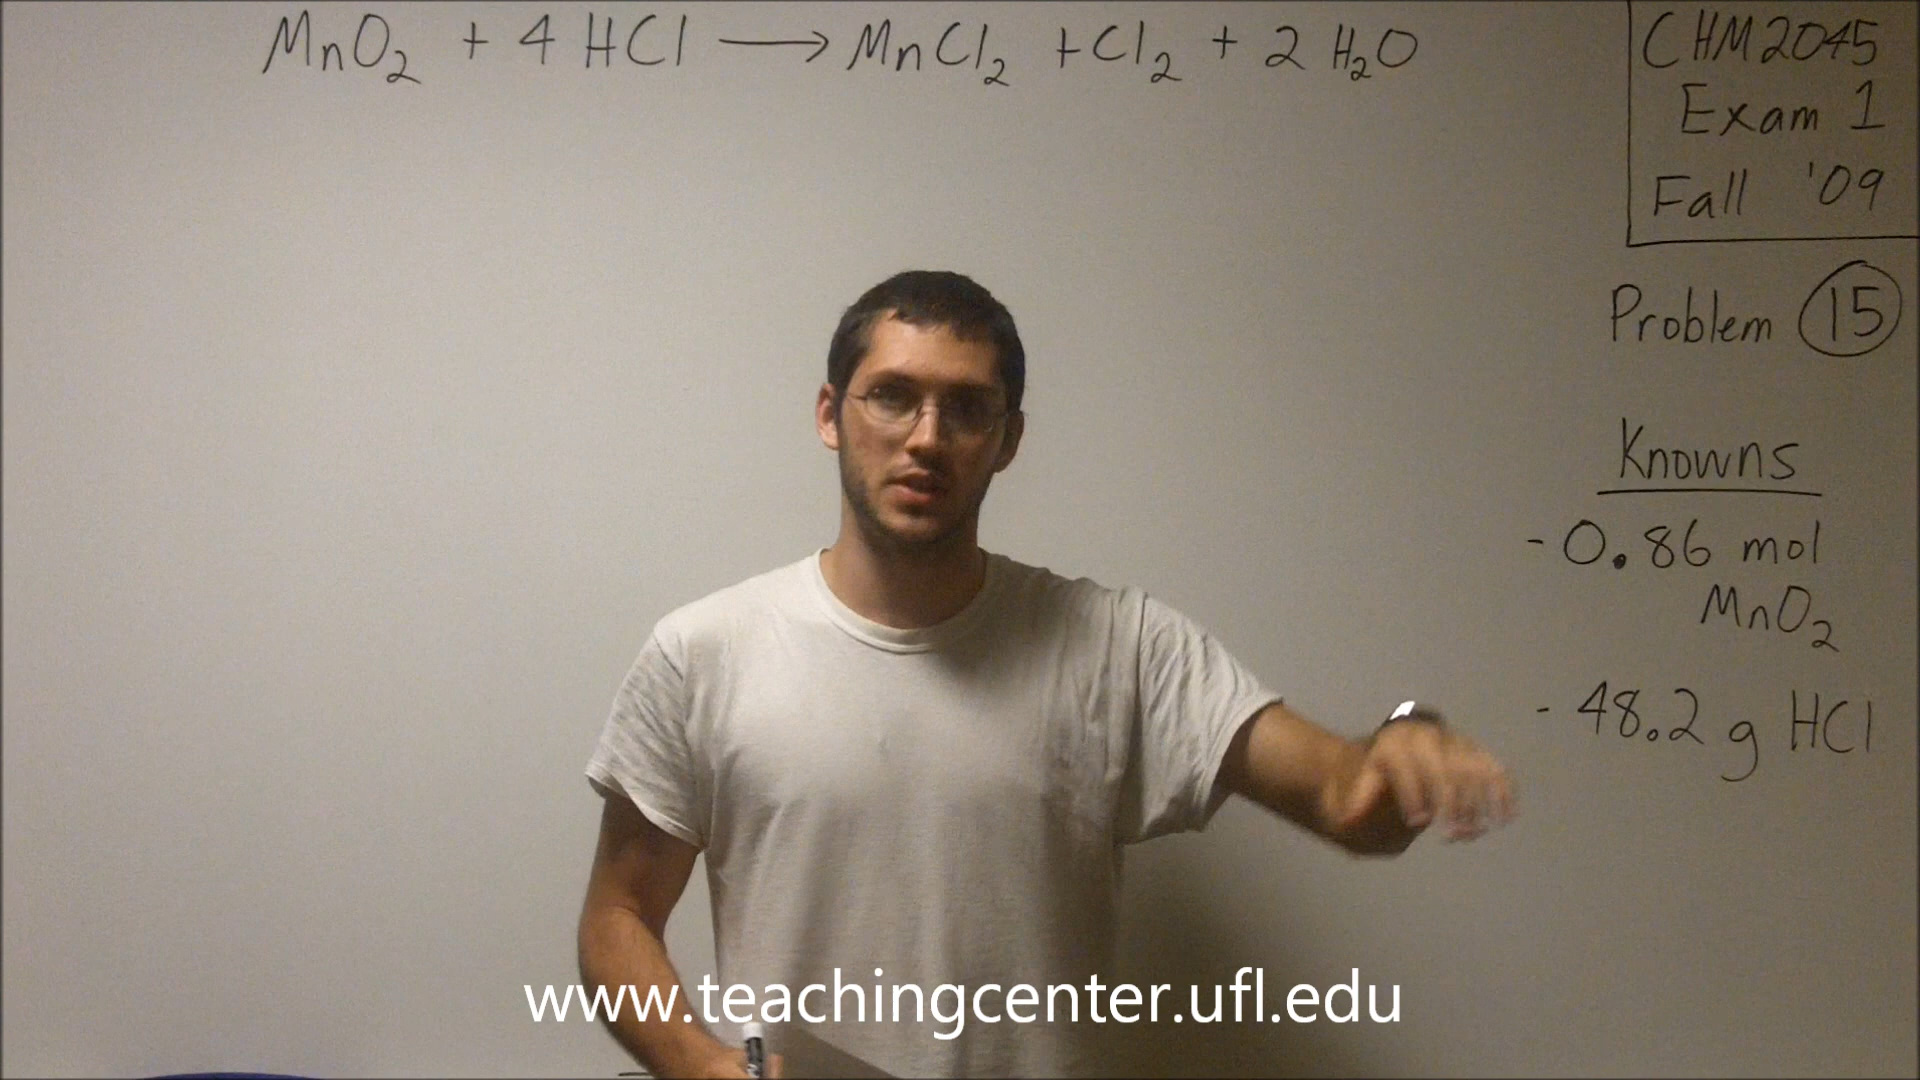 MnO₂ + 4 HCl ⟶ MnCl₂ + Cl₂ + 2 H₂O
CHM2045
Exam 1
Fall '09
Problem 15
Knowns
- 0.86 mol
MnO₂
- 48.2 g HCl
www.teachingcenter.ufl.edu